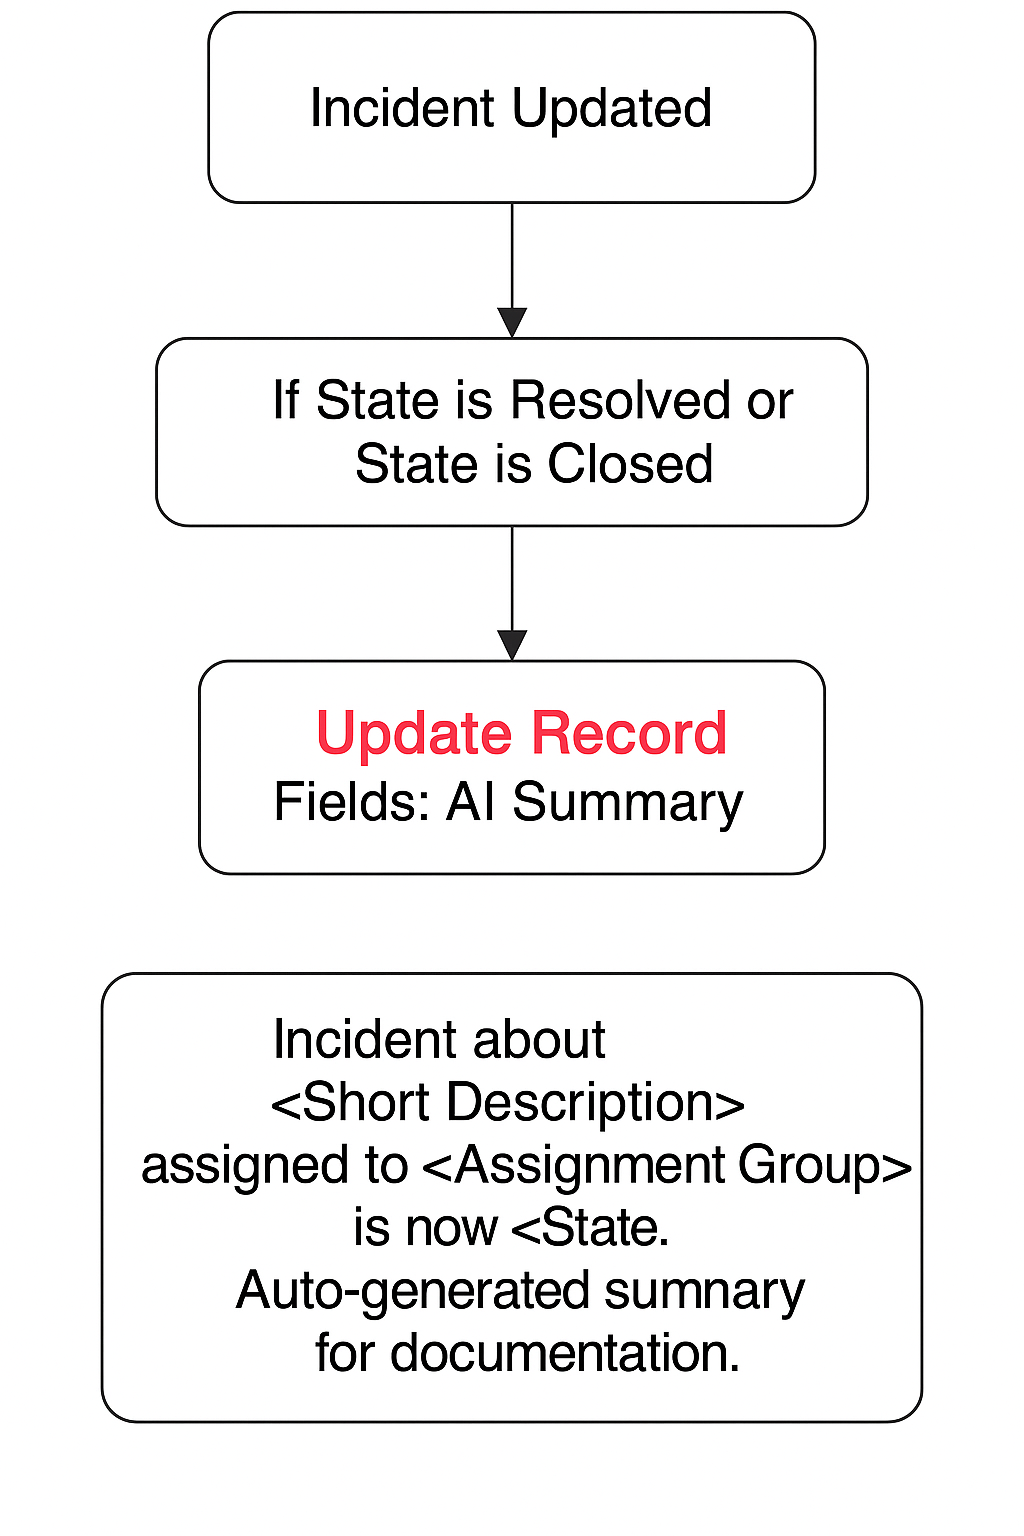 Incident Updated
If State is Resolved or
State is Closed
Update Record
Fields: AI Summary
Incident about
<Short Description>
assigned to <Assignment Group>
is now <State.
Auto-generated sumnary
for documentation.